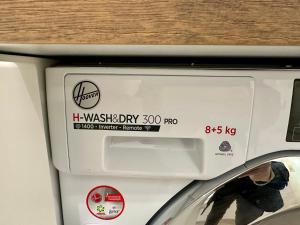 HOOVER
H-WASH&DRY 300 PRO
@ 1400 - Inverter - Remote
8+5 kg